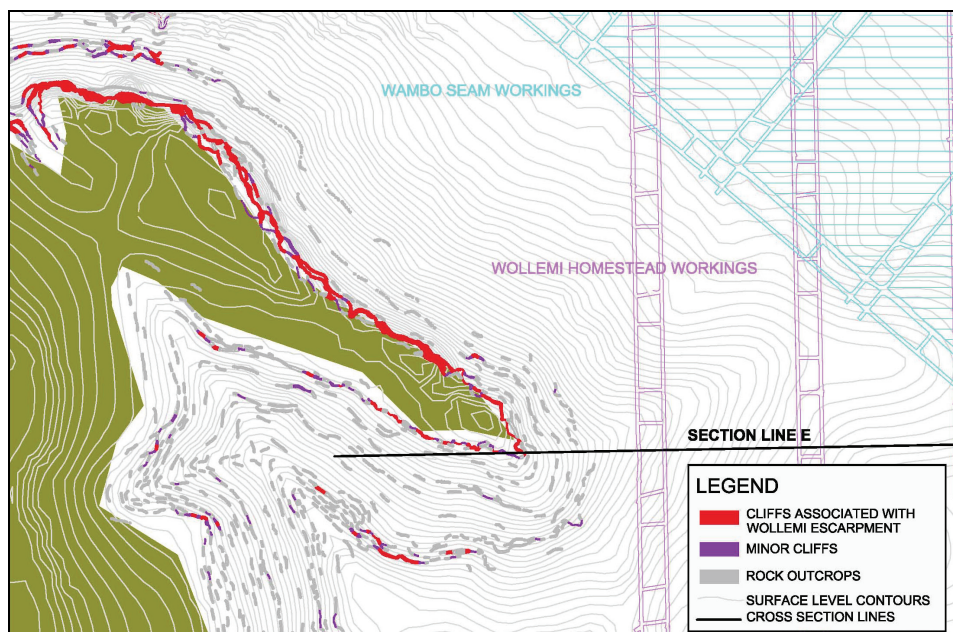 WAMBO SEAM WORKINGS
WOLLEMI HOMESTEAD WORKINGS
SECTION LINE E
LEGEND
CLIFFS ASSOCIATED WITH
WOLLEMI ESCARPMENT
MINOR CLIFFS
ROCK OUTCROPS
SURFACE LEVEL CONTOURS
CROSS SECTION LINES